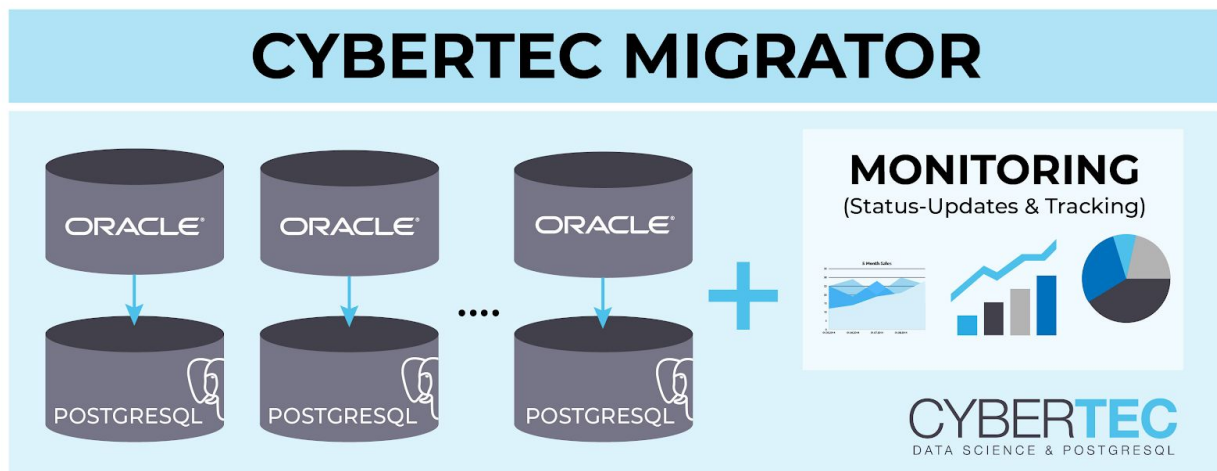 CYBERTEC MIGRATOR
ORACLE®
ORACLE®
ORACLE®
POSTGRESQL
POSTGRESQL
....
POSTGRESQL
+
MONITORING
(Status-Updates & Tracking)
CYBERTEC
DATA SCIENCE & POSTGRESQL